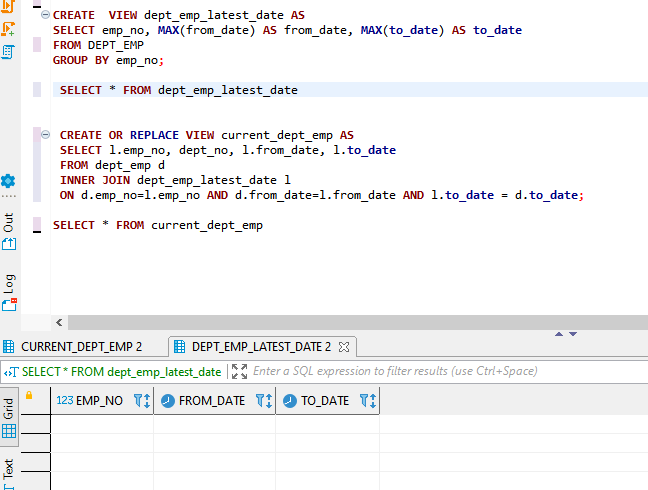 CREATE  VIEW dept_emp_latest_date AS
SELECT emp_no, MAX(from_date) AS from_date, MAX(to_date) AS to_date
FROM DEPT_EMP
GROUP BY emp_no;
SELECT * FROM dept_emp_latest_date
CREATE OR REPLACE VIEW current_dept_emp AS
SELECT l.emp_no, dept_no, l.from_date, l.to_date
FROM dept_emp d
INNER JOIN dept_emp_latest_date l
ON d.emp_no=l.emp_no AND d.from_date=l.from_date AND l.to_date = d.to_date;
SELECT * FROM current_dept_emp
Out
Log
CURRENT_DEPT_EMP 2 DEPT_EMP_LATEST_DATE 2
SELECT * FROM dept_emp_latest_date Enter a SQL expression to filter results (use Ctrl+Space)
Grid
123 EMP_NO FROM_DATE TO_DATE
Text